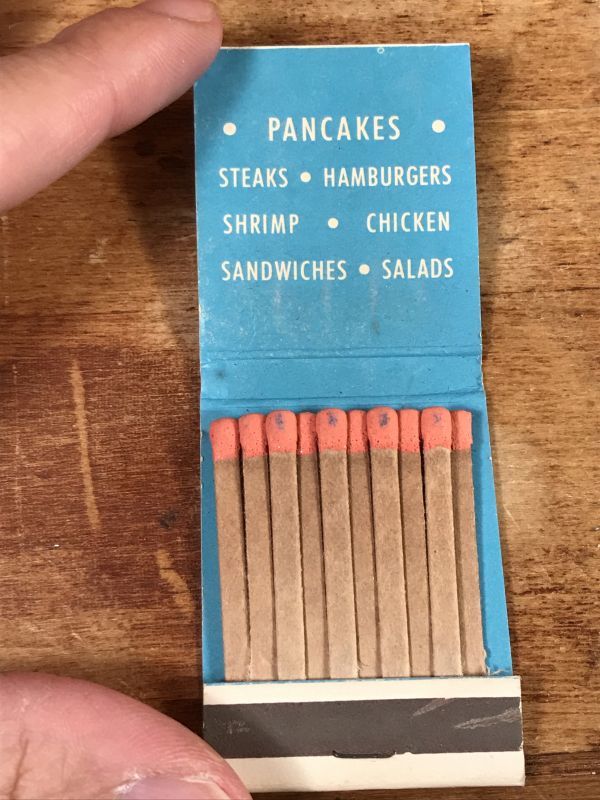 • PANCAKES •
STEAKS • HAMBURGERS
SHRIMP • CHICKEN
SANDWICHES • SALADS